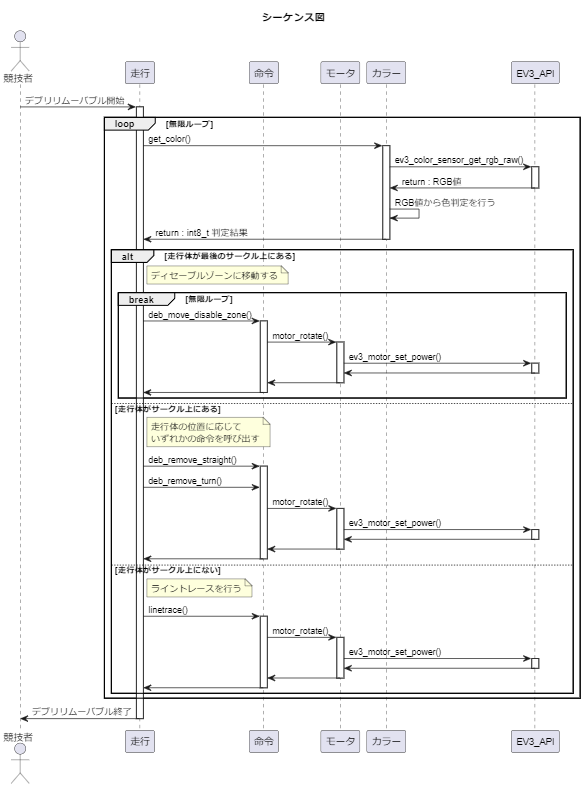 シーケンス図
競技者
走行 命令 モータ カラー EV3_API
デブリリムーバブル開始
loop [無限ループ]
get_color()
ev3_color_sensor_get_rgb_raw()
return : RGB値
RGB値から色判定を行う
return : int8_t 判定結果
alt [走行体が最後のサークル上にある]
ディセーブルゾーンに移動する
break [無限ループ]
deb_move_disable_zone()
motor_rotate()
ev3_motor_set_power()
[走行体がサークル上にある]
走行体の位置に応じて
いずれかの命令を呼び出す
deb_remove_straight()
deb_remove_turn()
motor_rotate()
ev3_motor_set_power()
[走行体がサークル上にない]
ライントレースを行う
linetrace()
motor_rotate()
ev3_motor_set_power()
デブリリムーバブル終了
競技者
走行 命令 モータ カラー EV3_API